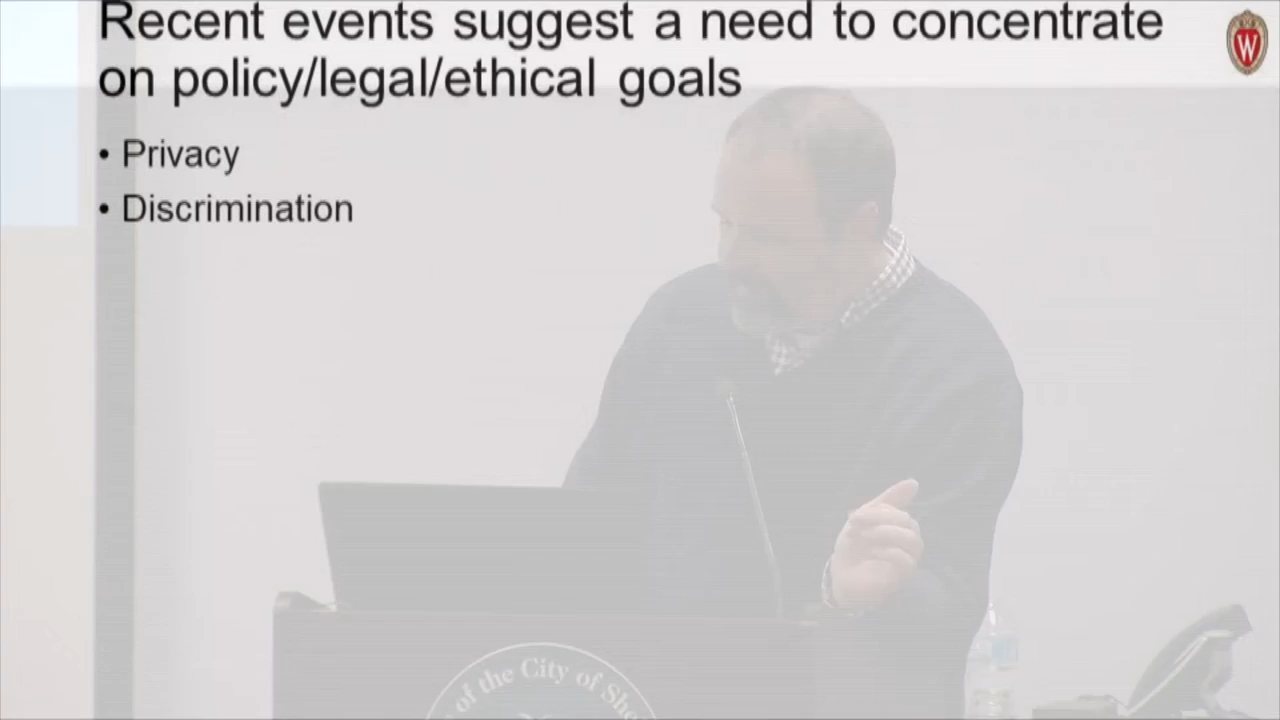 Recent events suggest a need to concentrate
on policy/legal/ethical goals
• Privacy
• Discrimination
W
of the City of She